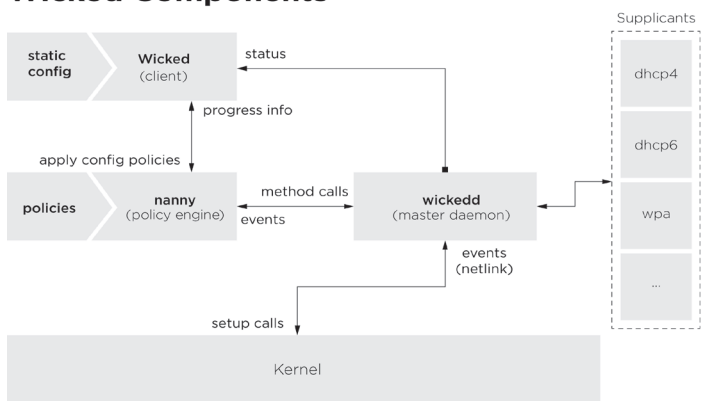 Wicked Components
Supplicants
static
config
Wicked
(client)
status
dhcp4
progress info
dhcp6
apply config policies
policies
nanny
(policy engine)
method calls
events
wickedd
(master daemon)
wpa
events
(netlink)
...
setup calls
Kernel